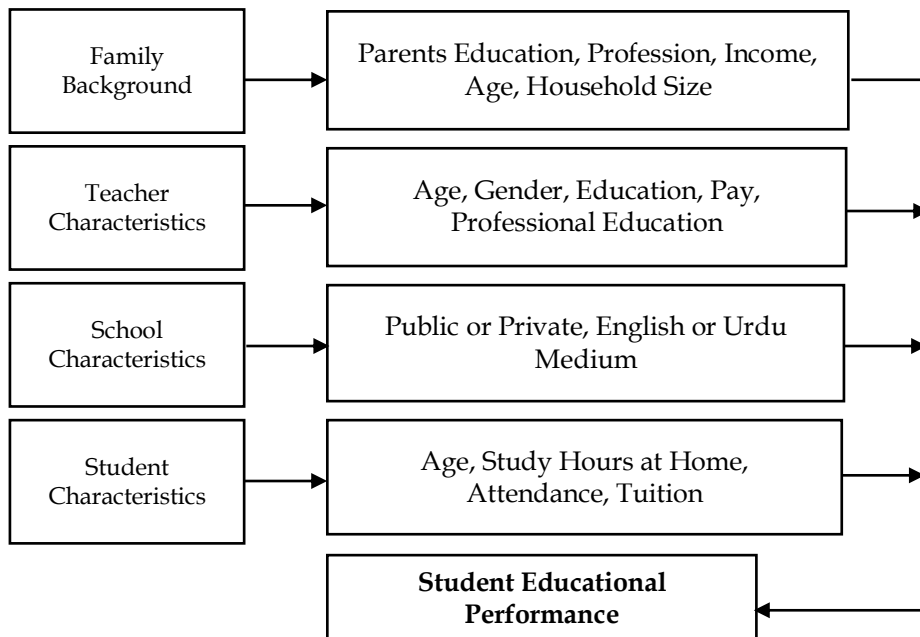 Family
Background
Parents Education, Profession, Income,
Age, Household Size
Teacher
Characteristics
Age, Gender, Education, Pay,
Professional Education
School
Characteristics
Public or Private, English or Urdu
Medium
Student
Characteristics
Age, Study Hours at Home,
Attendance, Tuition
Student Educational
Performance